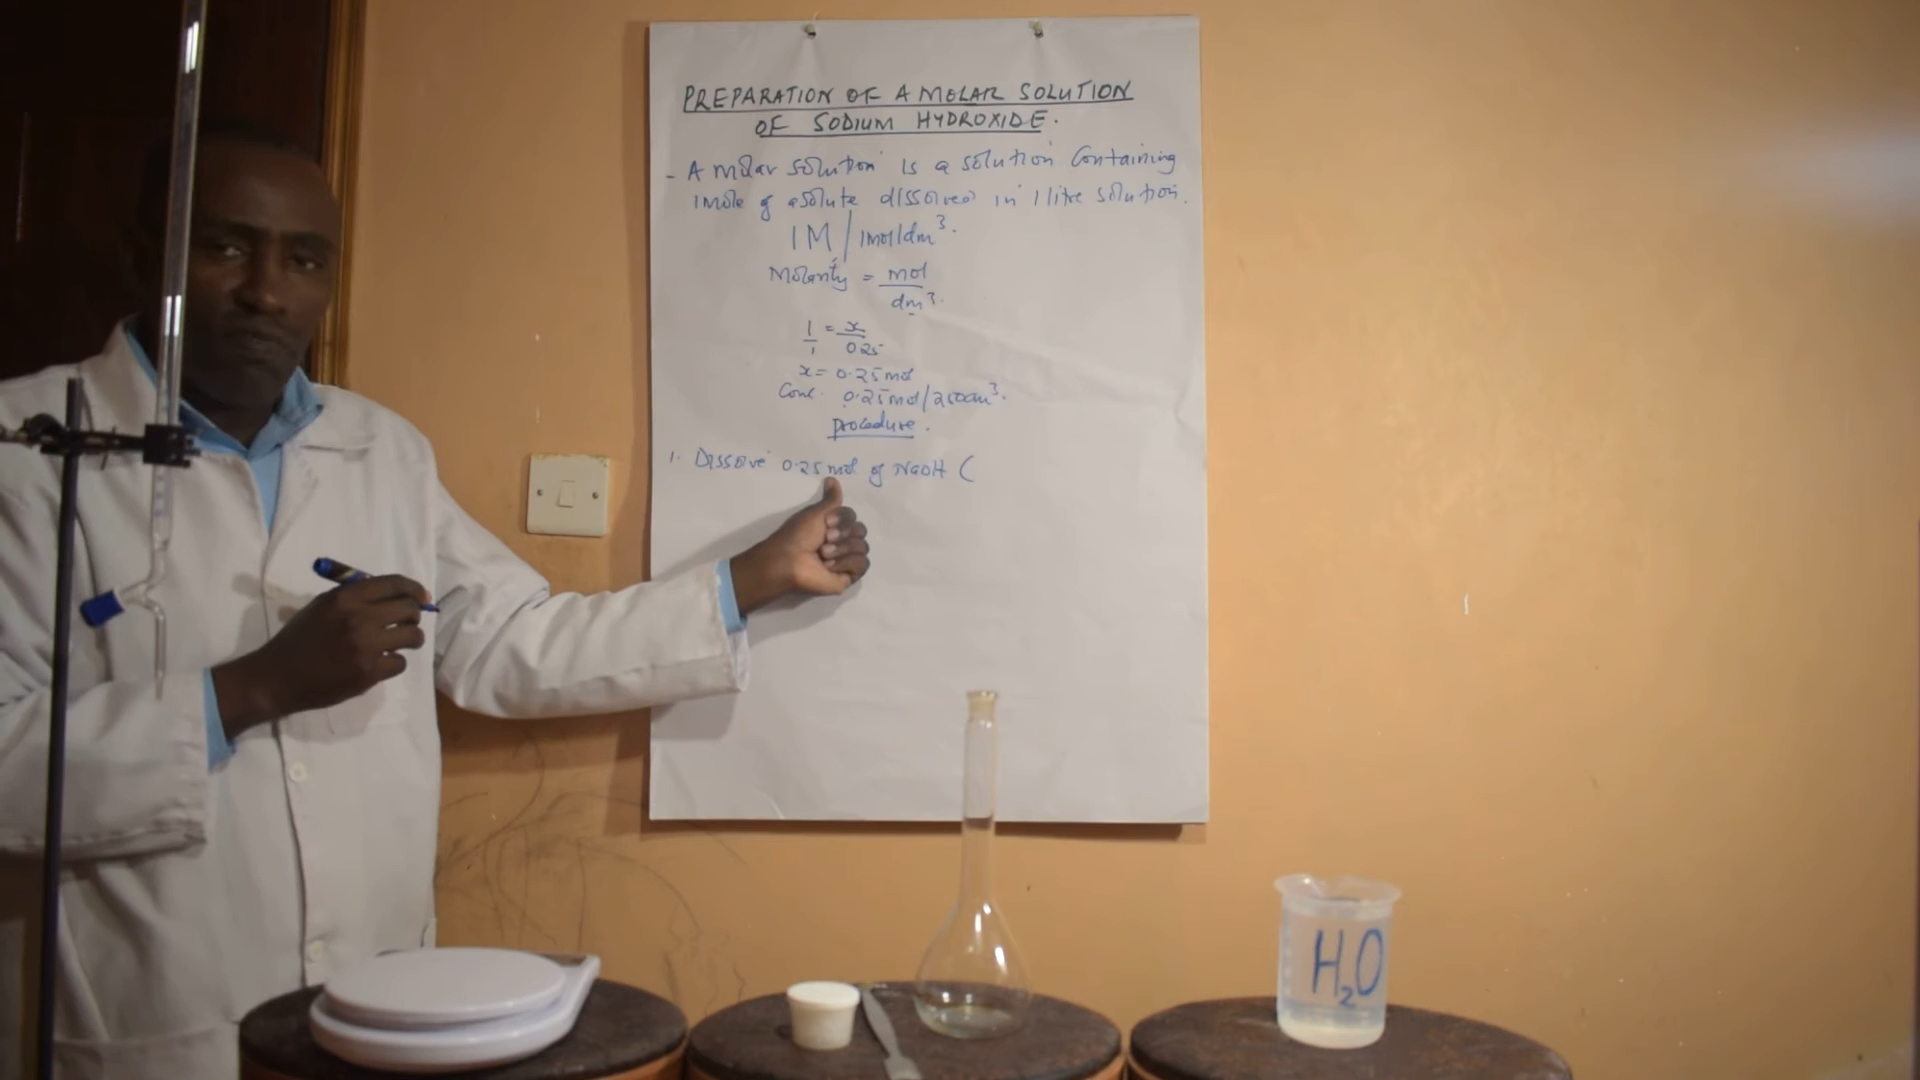 PREPARATION OF A MOLAR SOLUTION
OF SODIUM HYDROXIDE.
- A molar solution is a solution Containing
1mole of a solute dissolved in 1 litre solution.
1M / 1mol/dm³.
Molarity = mol
dm³.
1 = x
1 0.25
x = 0.25 mol
Conc. 0.25mol/250cm³.
procedure.
1. Dissolve 0.25 mol of NaOH (
H₂O